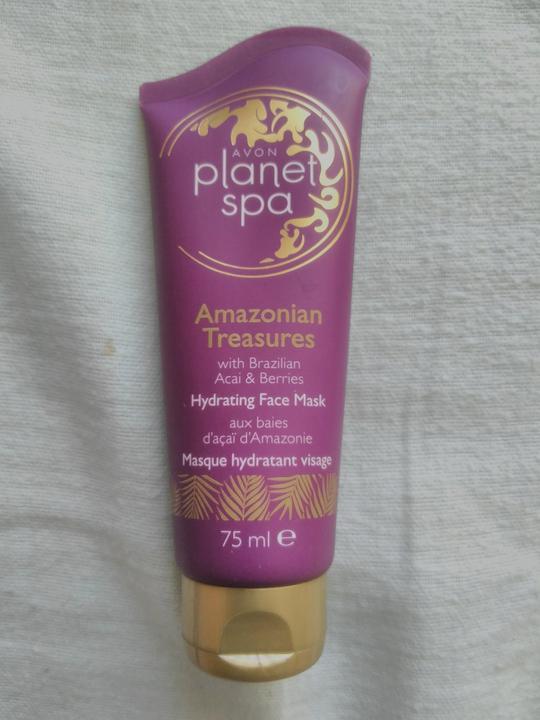 AVON
planet
spa
Amazonian
Treasures
with Brazilian
Acai & Berries
Hydrating Face Mask
aux baies
d'açaï d'Amazonie
Masque hydratant visage
75 ml ℮